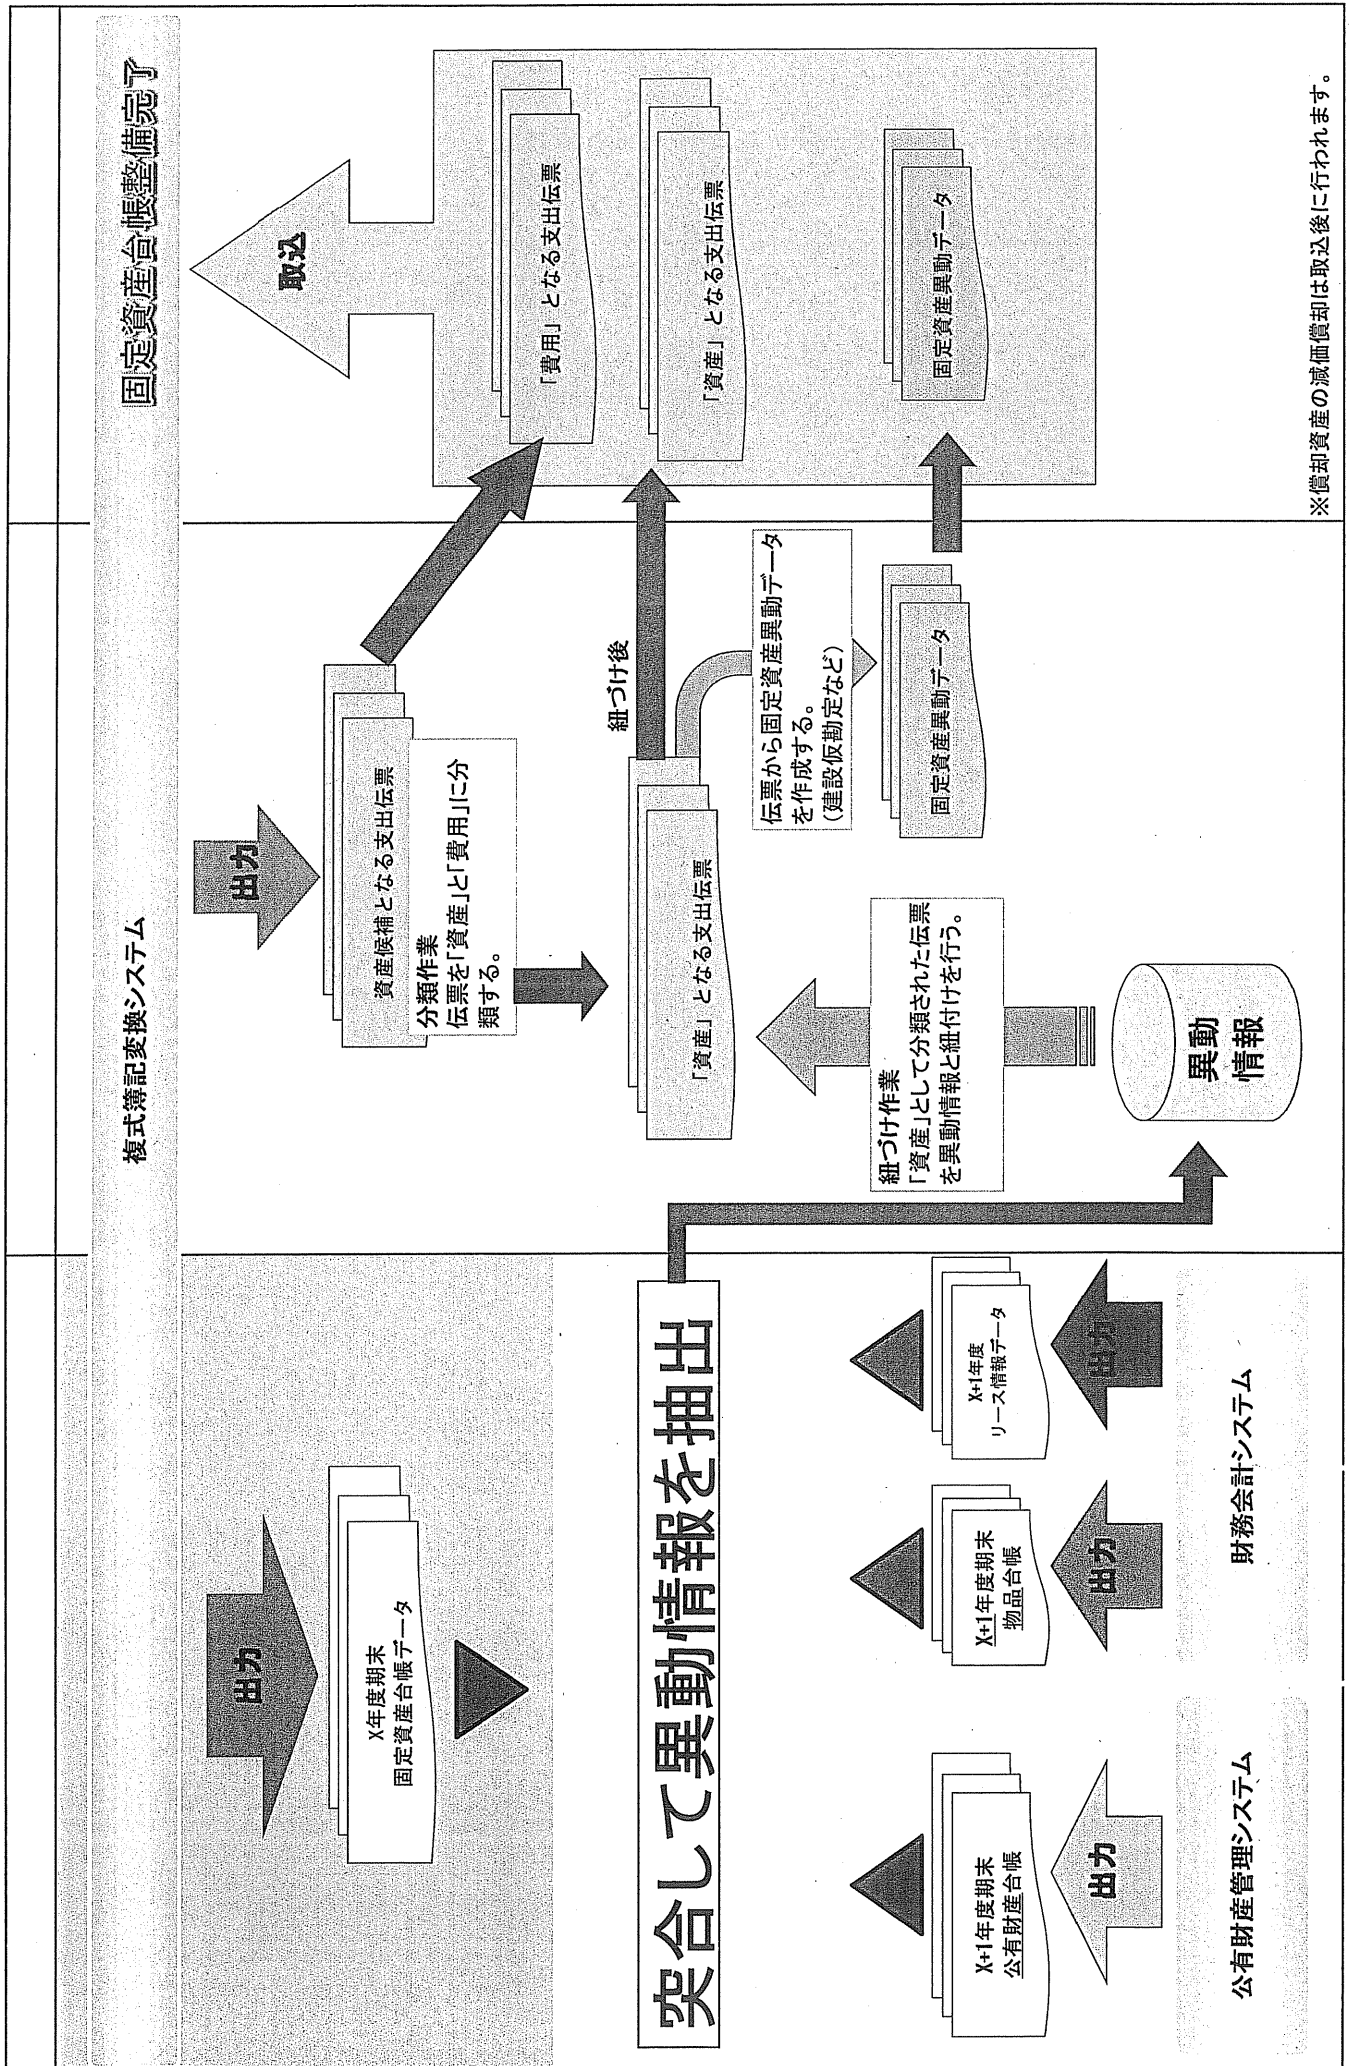 複式簿記変換システム
固定資産台帳整備完了
出力
X年度期末
固定資産台帳データ
突合して異動情報を抽出
X+1年度期末
公有財産台帳
出力
公有財産管理システム
X+1年度期末
物品台帳
出力
X+1年度
リース情報データ
出力
財務会計システム
出力
資産候補となる支出伝票
分類作業
伝票を「資産」と「費用」に分
類する。
「資産」となる支出伝票
紐づけ後
紐づけ作業
「資産」として分類された伝票
を異動情報と紐付けを行う。
異動
情報
伝票から固定資産異動データ
を作成する。
(建設仮勘定など)
固定資産異動データ
取込
「費用」となる支出伝票
「資産」となる支出伝票
固定資産異動データ
※償却資産の減価償却は取込後に行われます。